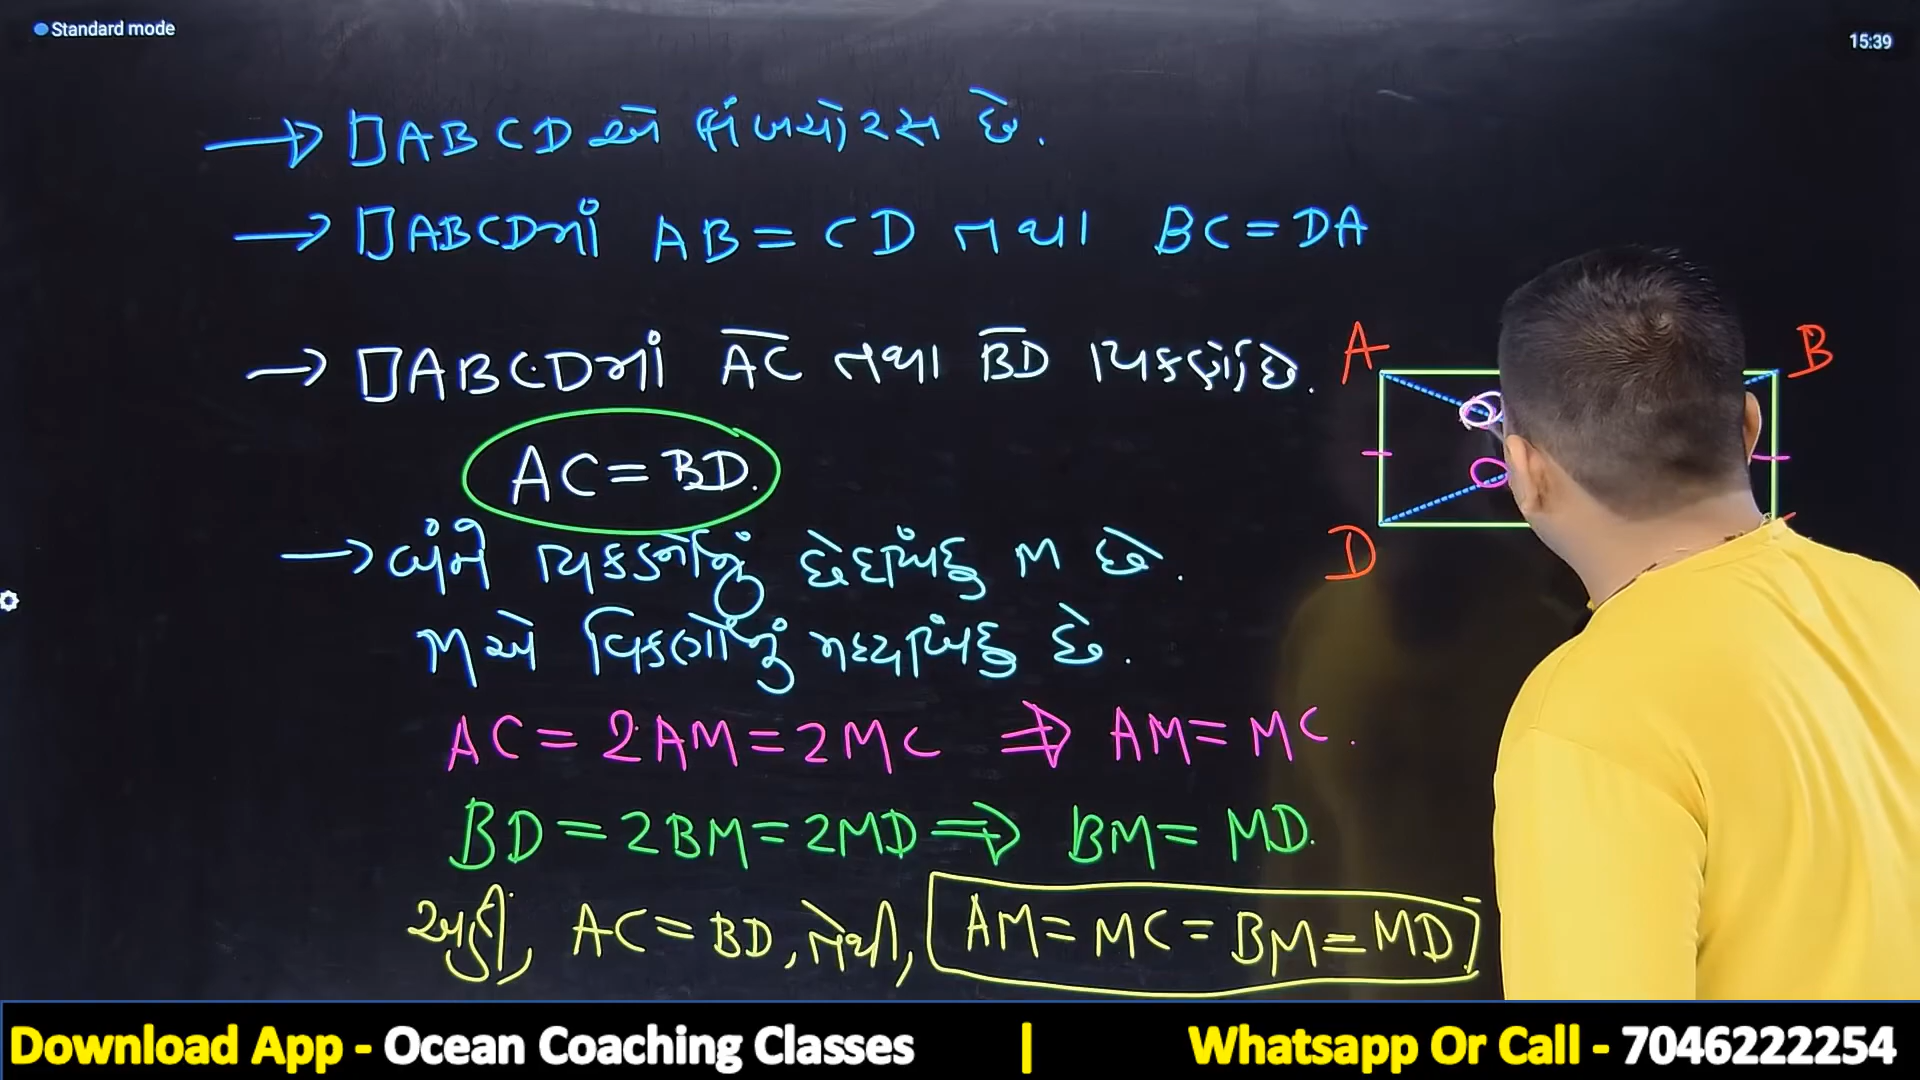 Standard mode
15:39
→ □ABCD એ લંબચોરસ છે.
→ □ABCDમાં AB = CD તથા BC = DA
→ □ABCDમાં AC તથા BD વિકર્ણો છે.
A
B
AC = BD.
D
→ બંને વિકર્ણોનું છેદબિંદુ M છે.
M એ વિકર્ણોનું મધ્યબિંદુ છે.
AC = 2AM = 2MC ⇒ AM = MC.
BD = 2BM = 2MD ⇒ BM = MD.
અહીં, AC = BD, તેથી, AM = MC = BM = MD.
Download App - Ocean Coaching Classes | Whatsapp Or Call - 7046222254